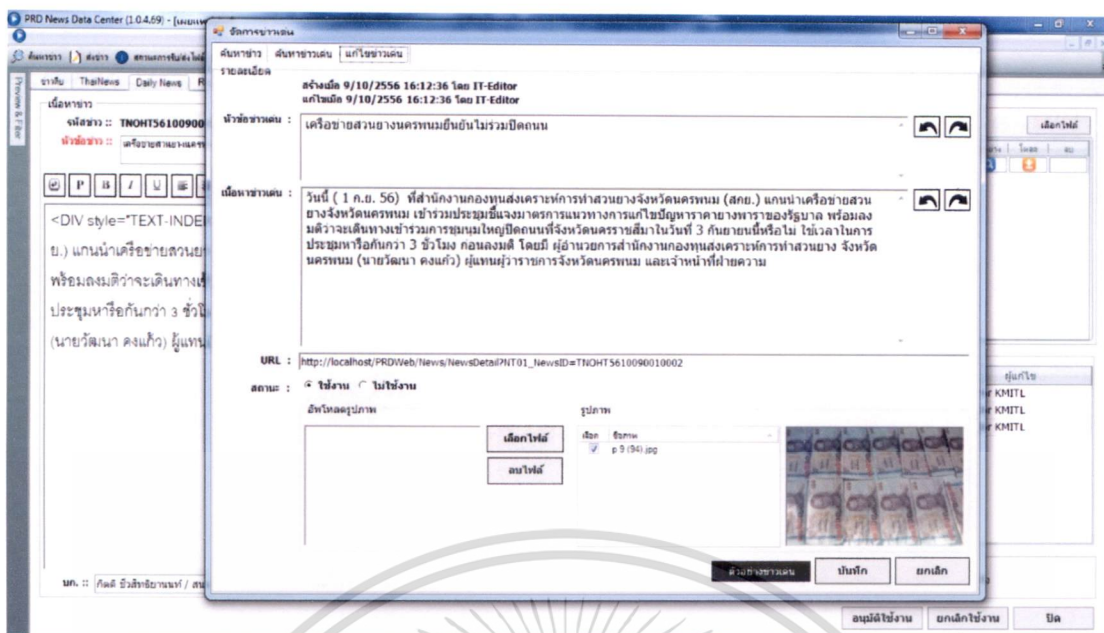 PRD News Data Center (1.0.4.69) -
จัดการข่าวเด่น
ค้นหาข่าว ส่งข่าว
ค้นหาข่าว ค้นหาข่าวเด่น แก้ไขข่าวเด่น
Preview & Filter
ThaiNews Daily News
รายละเอียด
สร้างเมื่อ 9/10/2556 16:12:36 โดย IT-Editor
แก้ไขเมื่อ 9/10/2556 16:12:36 โดย IT-Editor
เนื้อหาข่าว
รหัสข่าว :: TNOHT56100900
หัวข้อข่าว ::
หัวข้อข่าวเด่น : เครือข่ายสวนยางนครพนมยืนยันไม่ร่วมปิดถนน
เลือกไฟล์
P B I U
เนื้อหาข่าวเด่น : วันนี้ ( 1 ก.ย. 56) ที่สำนักงานกองทุนสงเคราะห์การทำสวนยางจังหวัดนครพนม (สกย.) แกนนำเครือข่ายสวน
ยางจังหวัดนครพนม เข้าร่วมประชุมชี้แจงมาตรการแนวทางการแก้ไขปัญหาราคายางพาราของรัฐบาล พร้อมลง
มติว่าจะเดินทางเข้าร่วมการชุมนุมใหญ่ปิดถนนที่จังหวัดนครราชสีมาในวันที่ 3 กันยายนนี้หรือไม่ ใช้เวลาในการ
ประชุมหารือกันกว่า 3 ชั่วโมง ก่อนลงมติ โดยมี ผู้อำนวยการสำนักงานกองทุนสงเคราะห์การทำสวนยาง จังหวัด
นครพนม (นายวัฒนา คงแก้ว) ผู้แทนผู้ว่าราชการจังหวัดนครพนม และเจ้าหน้าที่ฝ่ายความ
<DIV style="TEXT-INDE
ย.) แกนนำเครือข่ายสวนย
พร้อมลงมติว่าจะเดินทางเ
ประชุมหารือกันกว่า 3 ชั่วโ
(นายวัฒนา คงแก้ว) ผู้แทน
URL : http://localhost/PRDWeb/News/NewsDetail?NT01_NewsID=TNOHT5610090010002
สถานะ : ใช้งาน ไม่ใช้งาน
ผู้แก้ไข
KMITL
KMITL
KMITL
อัพโหลดรูปภาพ
รูปภาพ
เลือกไฟล์
ลบไฟล์
เลือก ชื่อภาพ
p 9 (94).jpg
ตัวอย่างข่าวเด่น บันทึก ยกเลิก
บก. ::
อนุมัติใช้งาน ยกเลิกใช้งาน ปิด